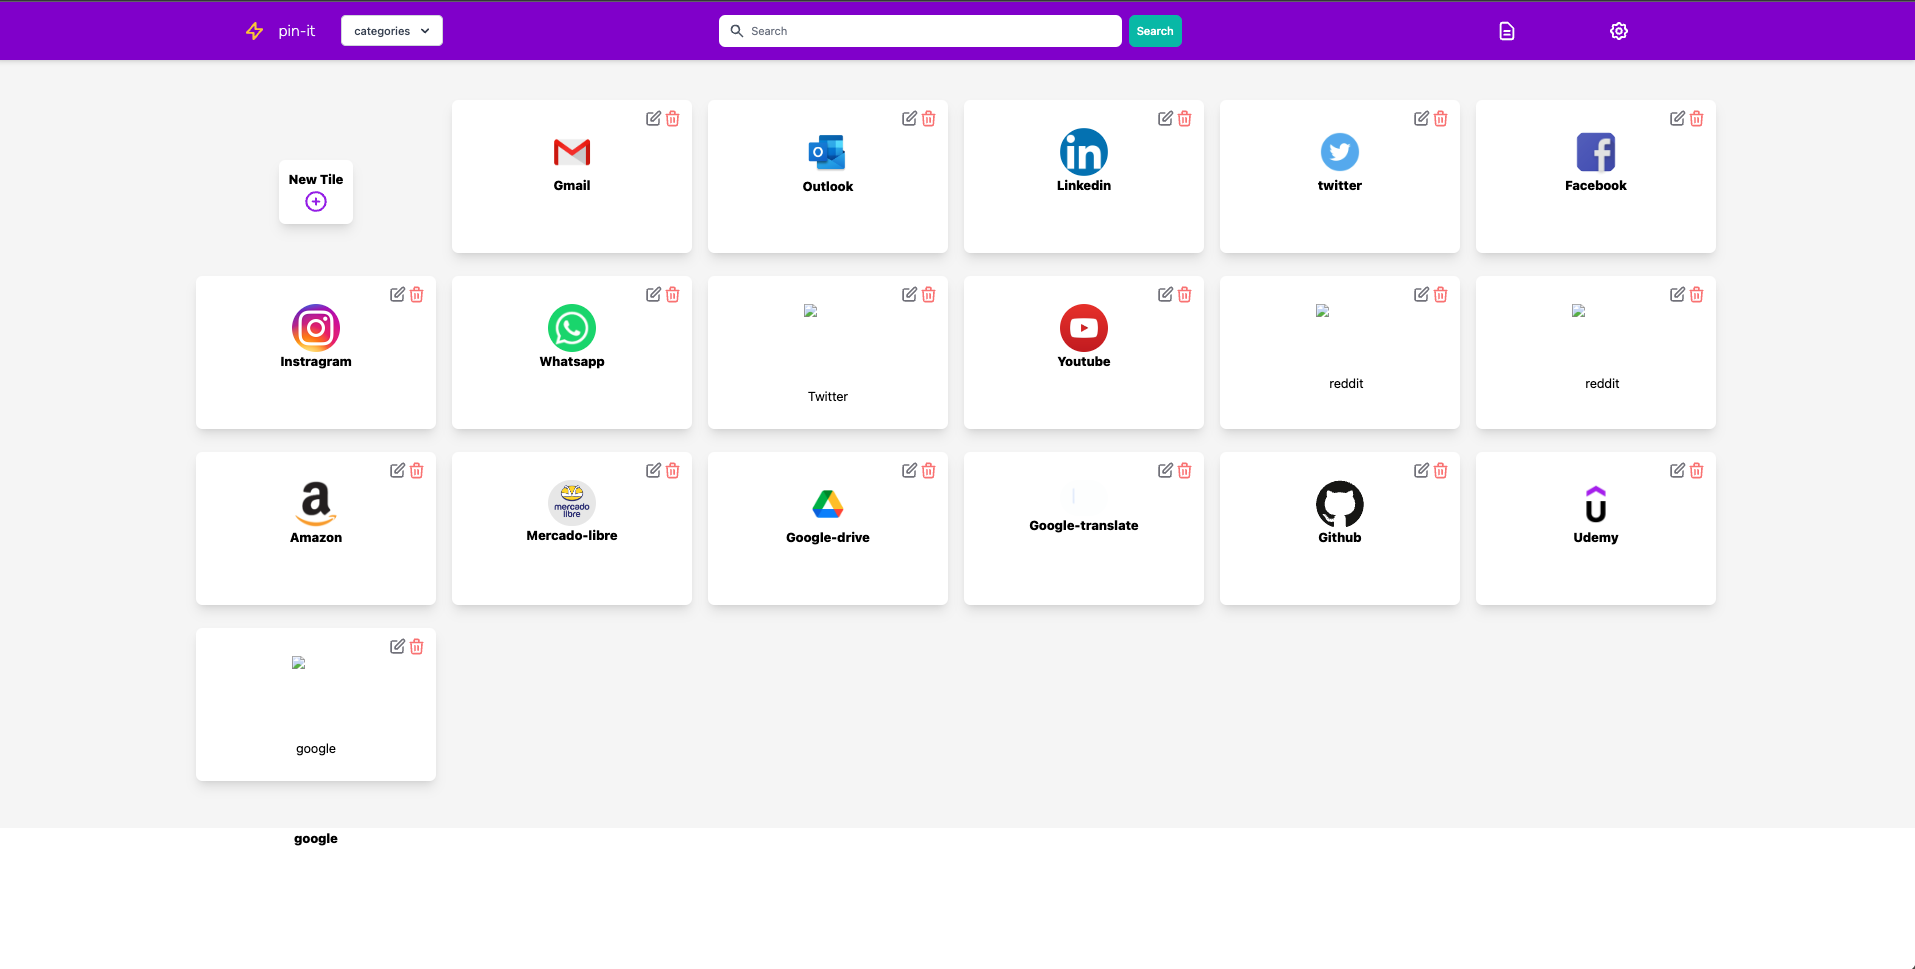 pin-it
categories
Search
Search
New Tile
Gmail
Outlook
Linkedin
twitter
Facebook
Instragram
Whatsapp
Twitter
Youtube
reddit
reddit
Amazon
mercado
libre
Mercado-libre
Google-drive
Google-translate
Github
Udemy
google
google